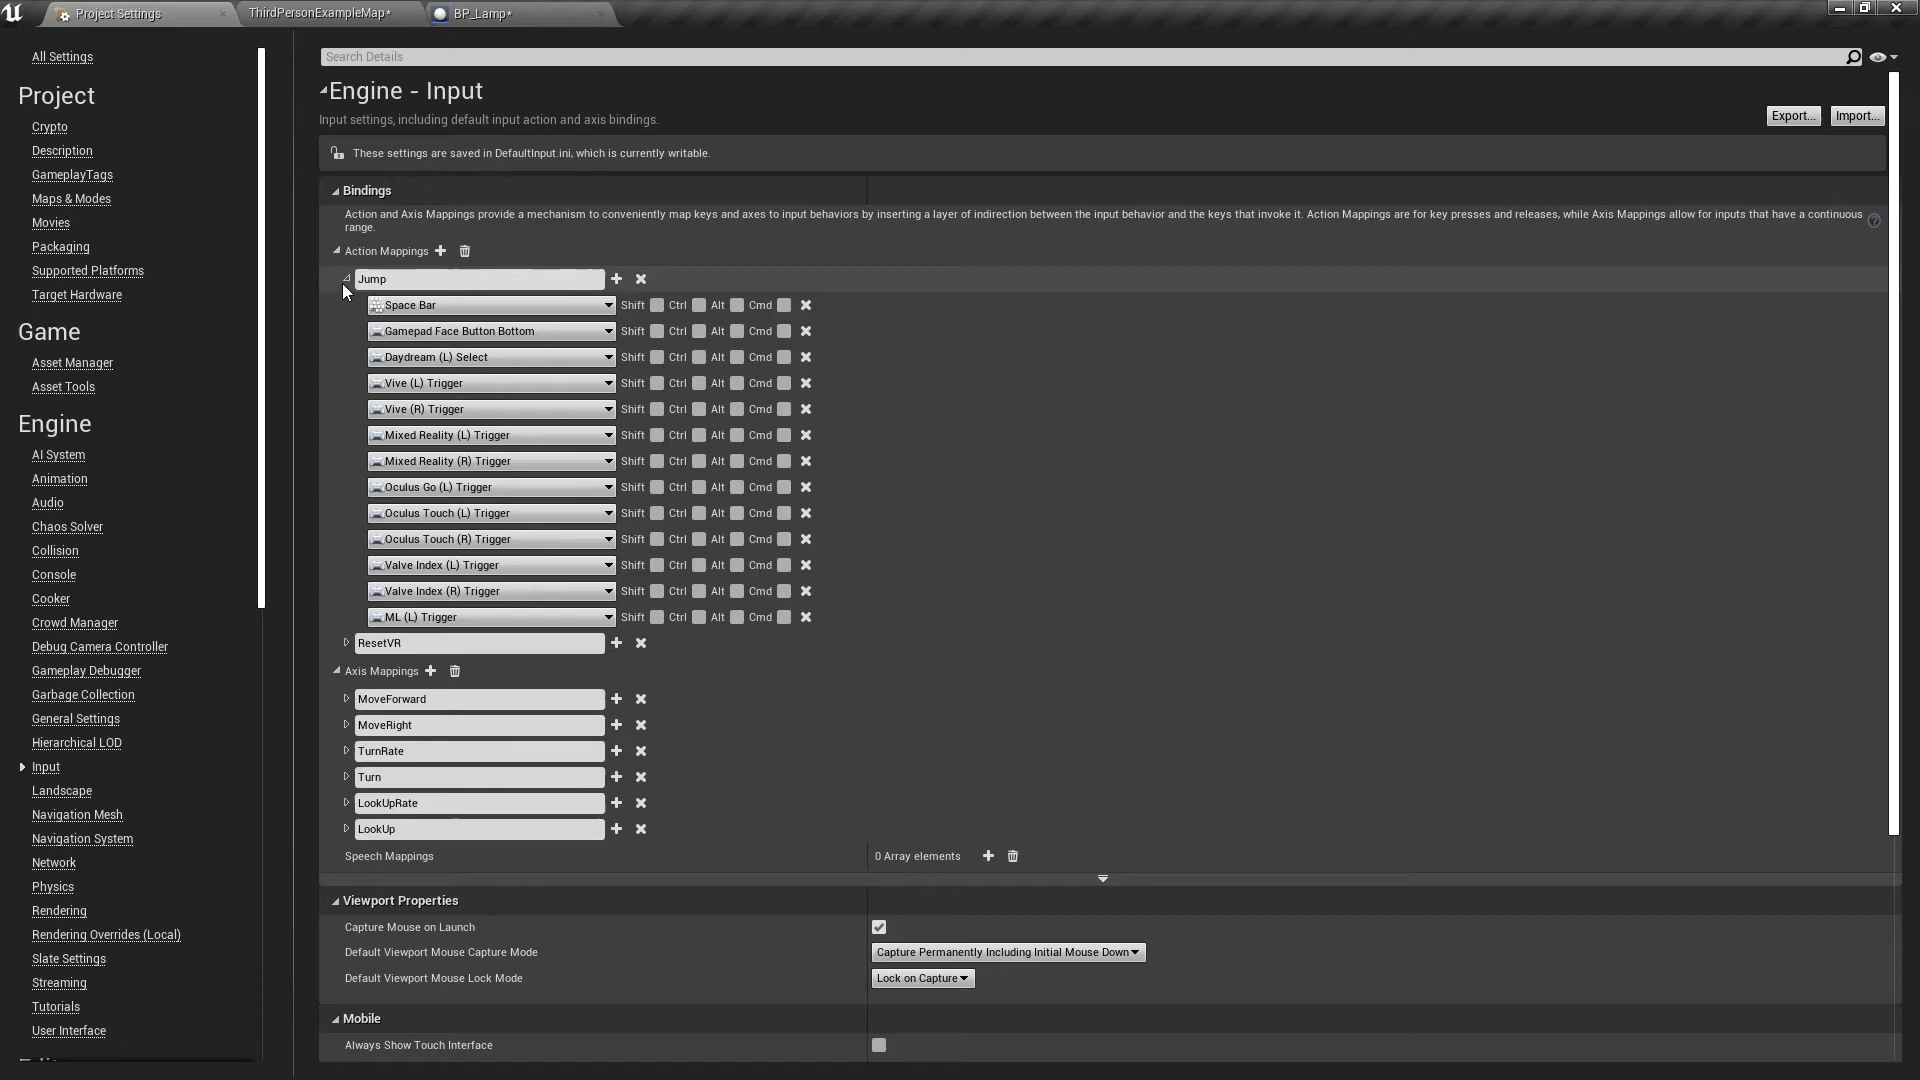 Project Settings
ThirdPersonExampleMap*
BP_Lamp*
All Settings
Project
Crypto
Description
GameplayTags
Maps & Modes
Movies
Packaging
Supported Platforms
Target Hardware
Game
Asset Manager
Asset Tools
Engine
AI System
Animation
Audio
Chaos Solver
Collision
Console
Cooker
Crowd Manager
Debug Camera Controller
Gameplay Debugger
Garbage Collection
General Settings
Hierarchical LOD
Input
Landscape
Navigation Mesh
Navigation System
Network
Physics
Rendering
Rendering Overrides (Local)
Slate Settings
Streaming
Tutorials
User Interface
Search Details
Engine - Input
Input settings, including default input action and axis bindings.
Export... Import...
These settings are saved in DefaultInput.ini, which is currently writable.
Bindings
Action and Axis Mappings provide a mechanism to conveniently map keys and axes to input behaviors by inserting a layer of indirection between the input behavior and the keys that invoke it. Action Mappings are for key presses and releases, while Axis Mappings allow for inputs that have a continuous
range.
Action Mappings
Jump
Space Bar Shift Ctrl Alt Cmd
Gamepad Face Button Bottom Shift Ctrl Alt Cmd
Daydream (L) Select Shift Ctrl Alt Cmd
Vive (L) Trigger Shift Ctrl Alt Cmd
Vive (R) Trigger Shift Ctrl Alt Cmd
Mixed Reality (L) Trigger Shift Ctrl Alt Cmd
Mixed Reality (R) Trigger Shift Ctrl Alt Cmd
Oculus Go (L) Trigger Shift Ctrl Alt Cmd
Oculus Touch (L) Trigger Shift Ctrl Alt Cmd
Oculus Touch (R) Trigger Shift Ctrl Alt Cmd
Valve Index (L) Trigger Shift Ctrl Alt Cmd
Valve Index (R) Trigger Shift Ctrl Alt Cmd
ML (L) Trigger Shift Ctrl Alt Cmd
ResetVR
Axis Mappings
MoveForward
MoveRight
TurnRate
Turn
LookUpRate
LookUp
Speech Mappings 0 Array elements
Viewport Properties
Capture Mouse on Launch
Default Viewport Mouse Capture Mode Capture Permanently Including Initial Mouse Down
Default Viewport Mouse Lock Mode Lock on Capture
Mobile
Always Show Touch Interface